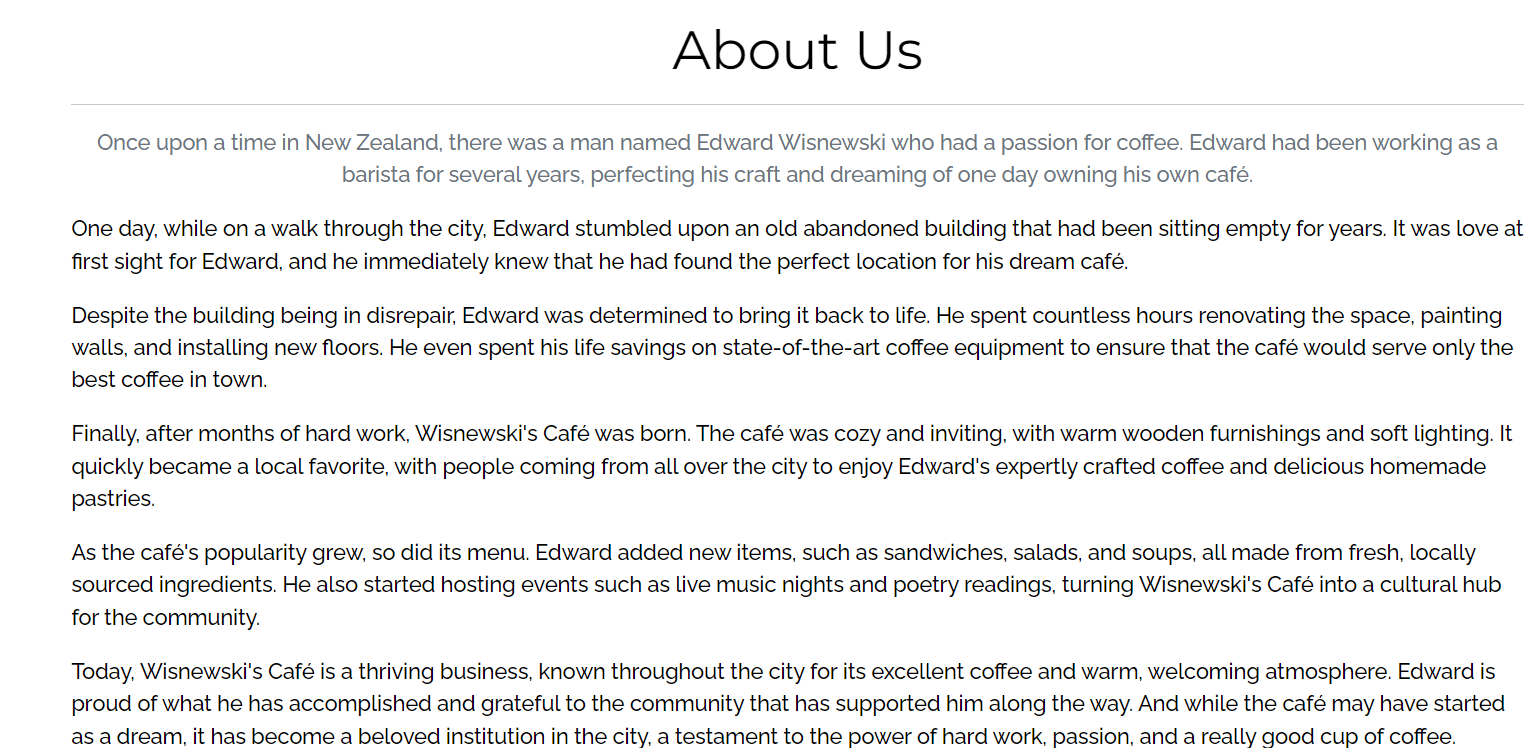 About Us
Once upon a time in New Zealand, there was a man named Edward Wisnewski who had a passion for coffee. Edward had been working as a
barista for several years, perfecting his craft and dreaming of one day owning his own café.
One day, while on a walk through the city, Edward stumbled upon an old abandoned building that had been sitting empty for years. It was love at
first sight for Edward, and he immediately knew that he had found the perfect location for his dream café.
Despite the building being in disrepair, Edward was determined to bring it back to life. He spent countless hours renovating the space, painting
walls, and installing new floors. He even spent his life savings on state-of-the-art coffee equipment to ensure that the café would serve only the
best coffee in town.
Finally, after months of hard work, Wisnewski's Café was born. The café was cozy and inviting, with warm wooden furnishings and soft lighting. It
quickly became a local favorite, with people coming from all over the city to enjoy Edward's expertly crafted coffee and delicious homemade
pastries.
As the café's popularity grew, so did its menu. Edward added new items, such as sandwiches, salads, and soups, all made from fresh, locally
sourced ingredients. He also started hosting events such as live music nights and poetry readings, turning Wisnewski's Café into a cultural hub
for the community.
Today, Wisnewski's Café is a thriving business, known throughout the city for its excellent coffee and warm, welcoming atmosphere. Edward is
proud of what he has accomplished and grateful to the community that has supported him along the way. And while the café may have started
as a dream, it has become a beloved institution in the city, a testament to the power of hard work, passion, and a really good cup of coffee.